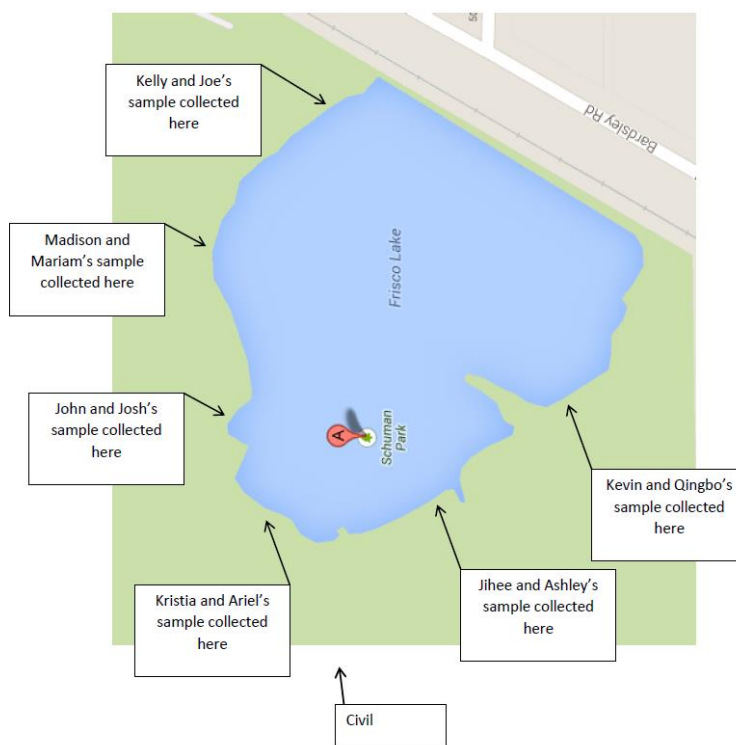 50
Kelly and Joe's
sample collected
here
Bardsley Rd
Madison and
Mariam's sample
collected here
Frisco Lake
John and Josh's
sample collected
here
A
Schuman
Park
Kevin and Qingbo's
sample collected
here
Jihee and Ashley's
sample collected
here
Kristia and Ariel's
sample collected
here
Civil